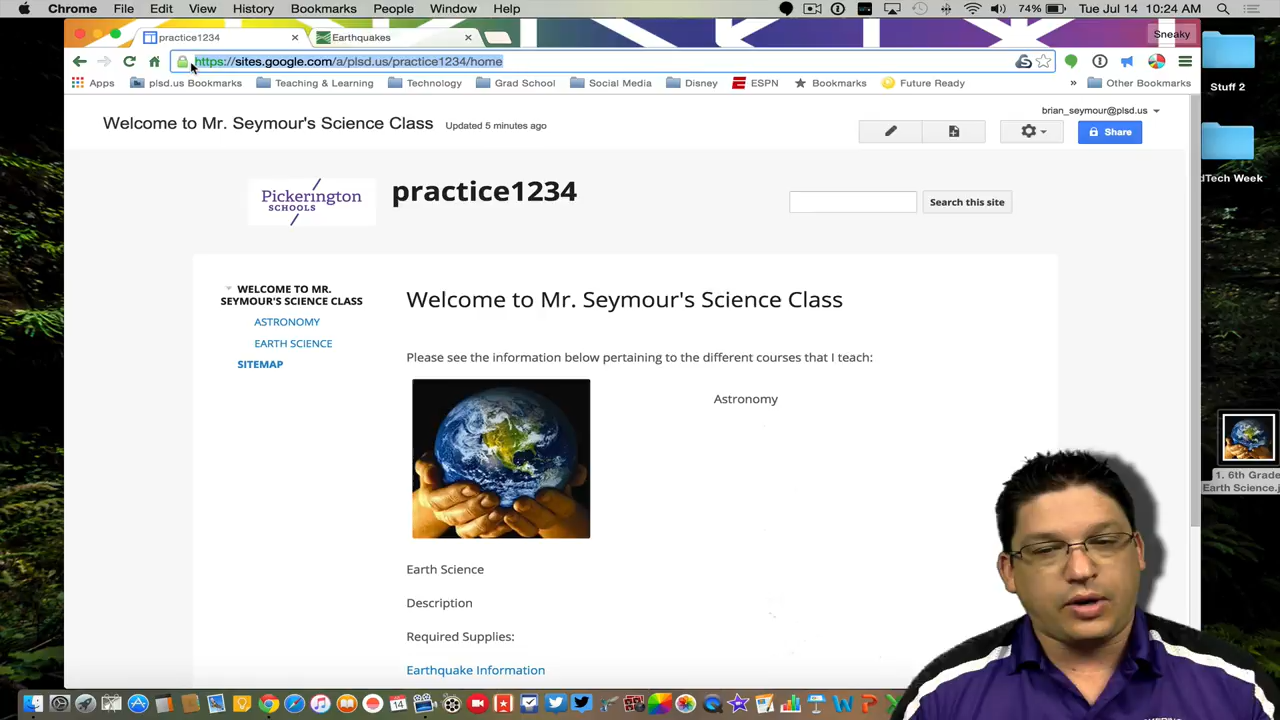 Chrome File Edit View History Bookmarks People Window Help 74% Tue Jul 14 10:24 AM
practice1234 Earthquakes Sneaky
https://sites.google.com/a/plsd.us/practice1234/home
Apps plsd.us Bookmarks Teaching & Learning Technology Grad School Social Media Disney ESPN Bookmarks Future Ready » Other Bookmarks
Stuff 2
brian_seymour@plsd.us
Welcome to Mr. Seymour's Science Class Updated 5 minutes ago
Share
Pickerington
SCHOOLS
practice1234
Search this site
dTech Week
WELCOME TO MR.
SEYMOUR'S SCIENCE CLASS
ASTRONOMY
EARTH SCIENCE
SITEMAP
Welcome to Mr. Seymour's Science Class
Please see the information below pertaining to the different courses that I teach:
Astronomy
Earth Science
Description
Required Supplies:
Earthquake Information
1. 6th Grade
Earth Science.j
14